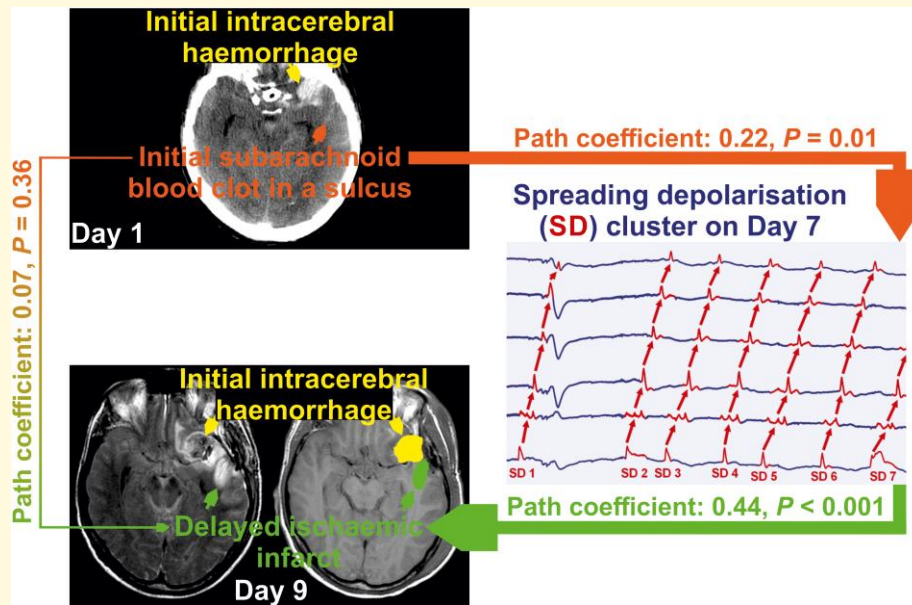 Initial intracerebral
haemorrhage
Initial subarachnoid
blood clot in a sulcus
Day 1
Path coefficient: 0.22, P = 0.01
Spreading depolarisation
(SD) cluster on Day 7
SD 1
SD 2
SD 3
SD 4
SD 5
SD 6
SD 7
Path coefficient: 0.44, P < 0.001
Path coefficient: 0.07, P = 0.36
Initial intracerebral
haemorrhage
Delayed ischaemic
infarct
Day 9